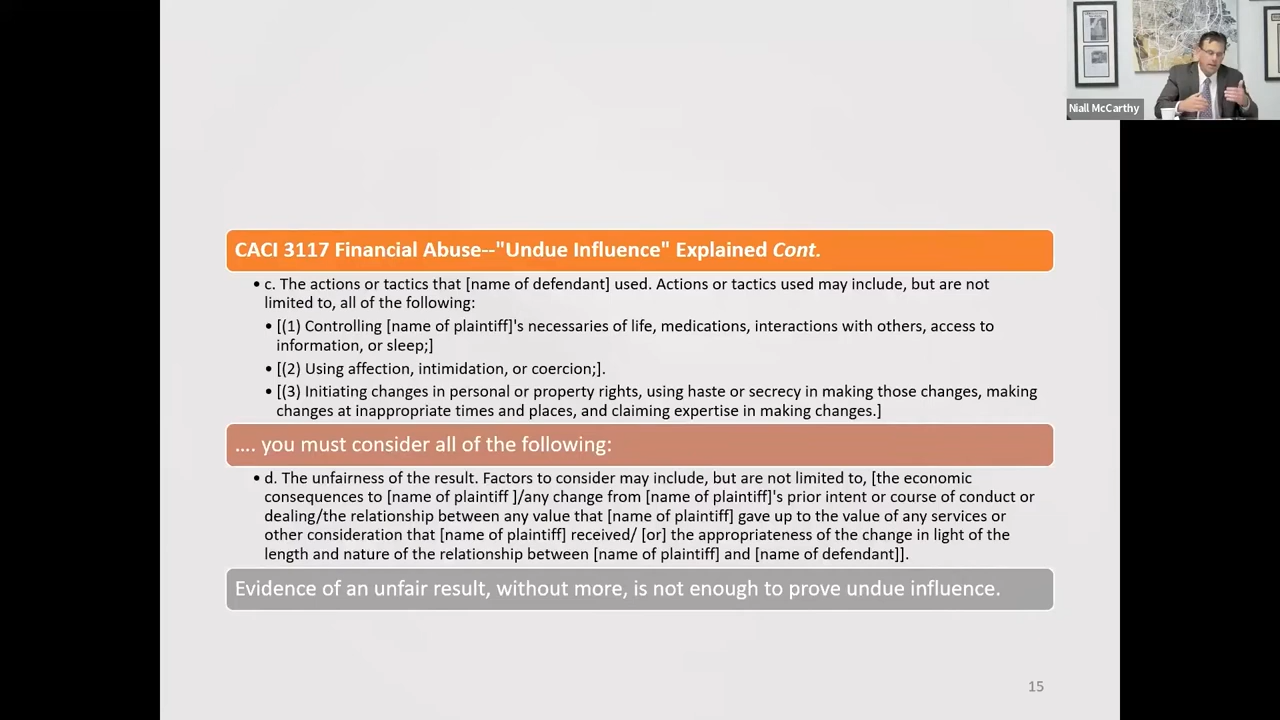 Niall McCarthy
CACI 3117 Financial Abuse--"Undue Influence" Explained Cont.
• c. The actions or tactics that [name of defendant] used. Actions or tactics used may include, but are not
limited to, all of the following:
• [(1) Controlling [name of plaintiff]'s necessaries of life, medications, interactions with others, access to
information, or sleep;]
• [(2) Using affection, intimidation, or coercion;].
• [(3) Initiating changes in personal or property rights, using haste or secrecy in making those changes, making
changes at inappropriate times and places, and claiming expertise in making changes.]
.... you must consider all of the following:
• d. The unfairness of the result. Factors to consider may include, but are not limited to, [the economic
consequences to [name of plaintiff ]/any change from [name of plaintiff]'s prior intent or course of conduct or
dealing/the relationship between any value that [name of plaintiff] gave up to the value of any services or
other consideration that [name of plaintiff] received/ [or] the appropriateness of the change in light of the
length and nature of the relationship between [name of plaintiff] and [name of defendant]].
Evidence of an unfair result, without more, is not enough to prove undue influence.
15